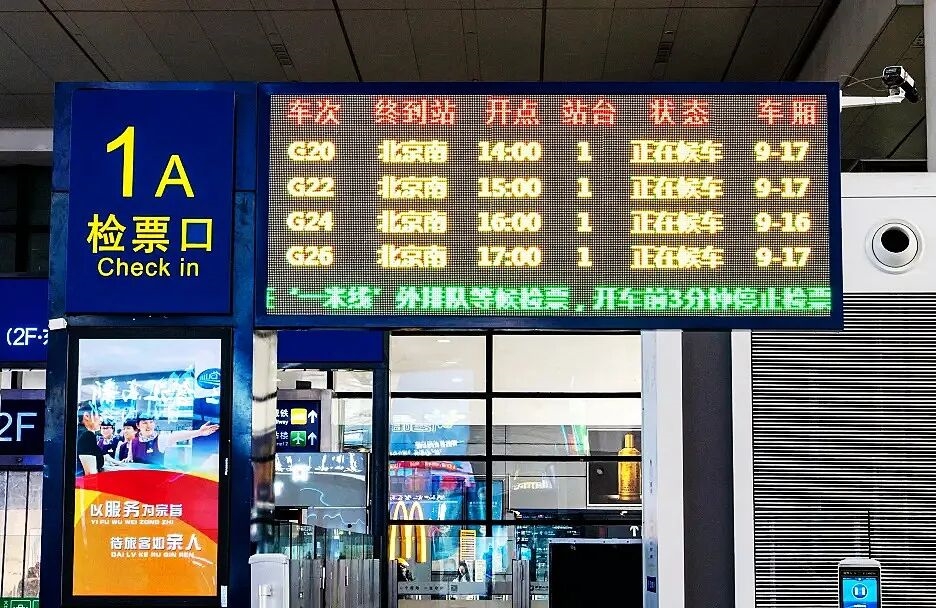 1A
检票口
Check in
车次 终到站 开点 站台 状态 车厢
G20 北京南 14:00 1 正在候车 9-17
G22 北京南 15:00 1 正在候车 9-17
G24 北京南 16:00 1 正在候车 9-16
G26 北京南 17:00 1 正在候车 9-17
在“一米线”外排队等候检票，开车前3分钟停止检票
(2F·
2F
以服务为宗旨
YI FU WU WEI ZONG ZHI
待旅客如亲人
DAI LV KE RU QIN REN